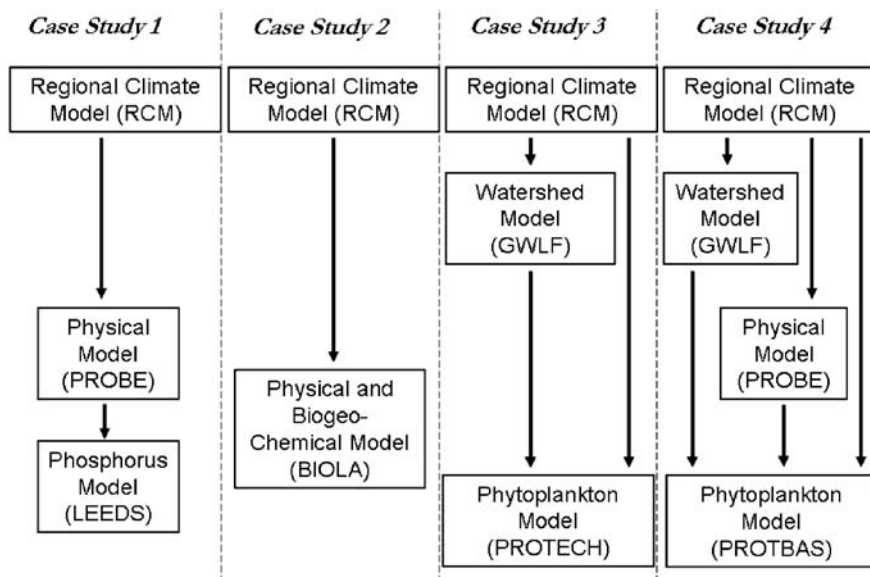 Case Study 1
Regional Climate
Model (RCM)
Physical
Model
(PROBE)
Phosphorus
Model
(LEEDS)
Case Study 2
Regional Climate
Model (RCM)
Physical and
Biogeo-
Chemical Model
(BIOLA)
Case Study 3
Regional Climate
Model (RCM)
Watershed
Model
(GWLF)
Phytoplankton
Model
(PROTECH)
Case Study 4
Regional Climate
Model (RCM)
Watershed
Model
(GWLF)
Physical
Model
(PROBE)
Phytoplankton
Model
(PROTBAS)